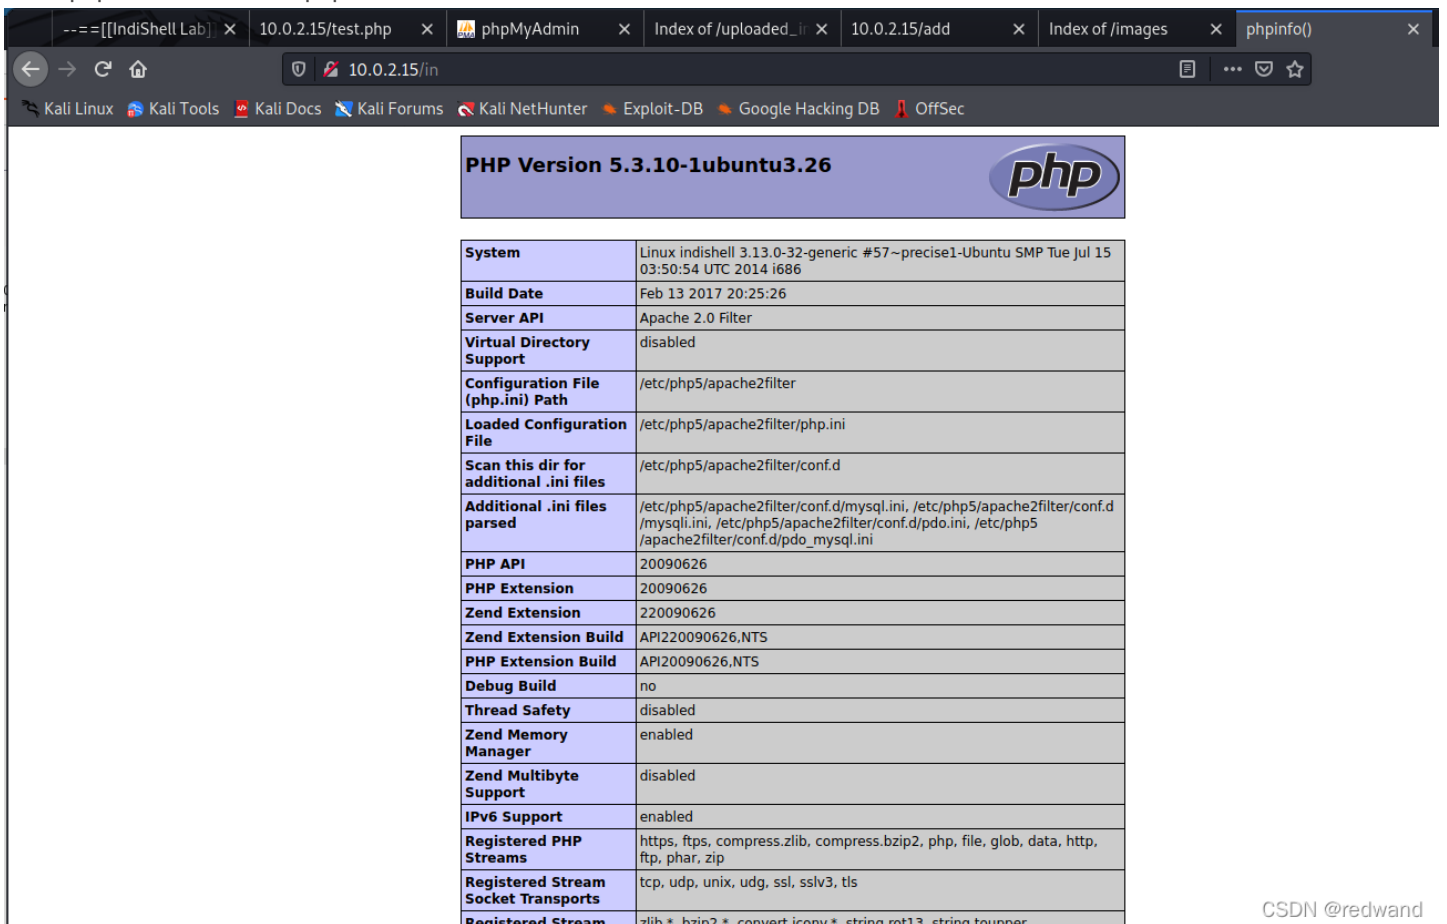 --==[[IndiShell Lab]]
10.0.2.15/test.php
phpMyAdmin
Index of /uploaded_i
10.0.2.15/add
Index of /images
phpinfo()
10.0.2.15/in
Kali Linux
Kali Tools
Kali Docs
Kali Forums
Kali NetHunter
Exploit-DB
Google Hacking DB
OffSec
PHP Version 5.3.10-1ubuntu3.26
php
System
Linux indishell 3.13.0-32-generic #57~precise1-Ubuntu SMP Tue Jul 15
03:50:54 UTC 2014 i686
Build Date
Feb 13 2017 20:25:26
Server API
Apache 2.0 Filter
Virtual Directory
Support
disabled
Configuration File
(php.ini) Path
/etc/php5/apache2filter
Loaded Configuration
File
/etc/php5/apache2filter/php.ini
Scan this dir for
additional .ini files
/etc/php5/apache2filter/conf.d
Additional .ini files
parsed
/etc/php5/apache2filter/conf.d/mysql.ini, /etc/php5/apache2filter/conf.d
/mysqli.ini, /etc/php5/apache2filter/conf.d/pdo.ini, /etc/php5
/apache2filter/conf.d/pdo_mysql.ini
PHP API
20090626
PHP Extension
20090626
Zend Extension
220090626
Zend Extension Build
API220090626,NTS
PHP Extension Build
API20090626,NTS
Debug Build
no
Thread Safety
disabled
Zend Memory
Manager
enabled
Zend Multibyte
Support
disabled
IPv6 Support
enabled
Registered PHP
Streams
https, ftps, compress.zlib, compress.bzip2, php, file, glob, data, http,
ftp, phar, zip
Registered Stream
Socket Transports
tcp, udp, unix, udg, ssl, sslv3, tls
Registered Stream
zlib.*, bzip2.*, convert.iconv.*, string.rot13, string.toupper,
CSDN @redwand